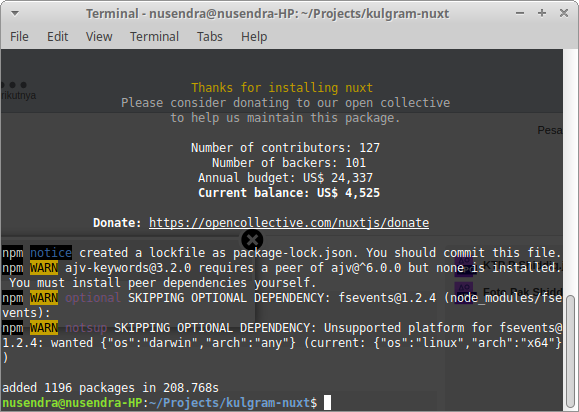 Terminal - nusendra@nusendra-HP: ~/Projects/kulgram-nuxt
File Edit View Terminal Tabs Help
rikutnya
Thanks for installing nuxt
Please consider donating to our open collective
to help us maintain this package.
Pesa
Number of contributors: 127
Number of backers: 101
Annual budget: US$ 24,337
Current balance: US$ 4,525
Donate: https://opencollective.com/nuxtjs/donate
npm notice created a lockfile as package-lock.json. You should commit this file.
npm WARN ajv-keywords@3.2.0 requires a peer of ajv@^6.0.0 but none is installed.
You must install peer dependencies yourself.
npm WARN optional SKIPPING OPTIONAL DEPENDENCY: fsevents@1.2.4 (node_modules/fse
vents):
npm WARN notsup SKIPPING OPTIONAL DEPENDENCY: Unsupported platform for fsevents@
1.2.4: wanted {"os":"darwin","arch":"any"} (current: {"os":"linux","arch":"x64"}
)
added 1196 packages in 208.768s
nusendra@nusendra-HP:~/Projects/kulgram-nuxt$